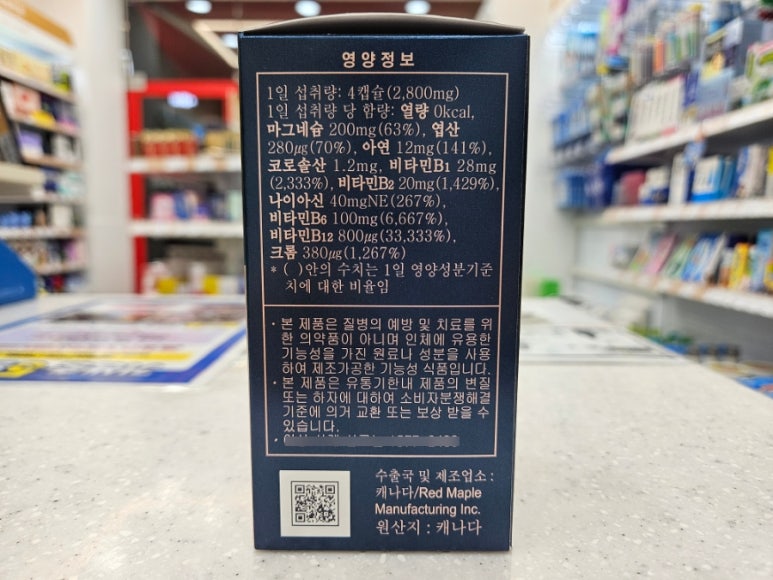 영양정보
1일 섭취량: 4캡슐(2,800mg)
1일 섭취량 당 함량: 열량 0kcal,
마그네슘 200mg(63%), 엽산
280㎍(70%), 아연 12mg(141%),
코로솔산 1.2mg, 비타민B1 28mg
(2,333%), 비타민B2 20mg(1,429%),
나이아신 40mgNE(267%),
비타민B6 100mg(6,667%),
비타민B12 800㎍(33,333%),
크롬 380㎍(1,267%)
* ( )안의 수치는 1일 영양성분기준
치에 대한 비율임
· 본 제품은 질병의 예방 및 치료를 위
한 의약품이 아니며 인체에 유용한
기능성을 가진 원료나 성분을 사용
하여 제조가공한 기능성 식품입니다.
· 본 제품은 유통기한내 제품의 변질
또는 하자에 대하여 소비자분쟁해결
기준에 의거 교환 또는 보상 받을 수
있습니다.
수출국 및 제조업소 :
캐나다/Red Maple
Manufacturing Inc.
원산지 : 캐나다